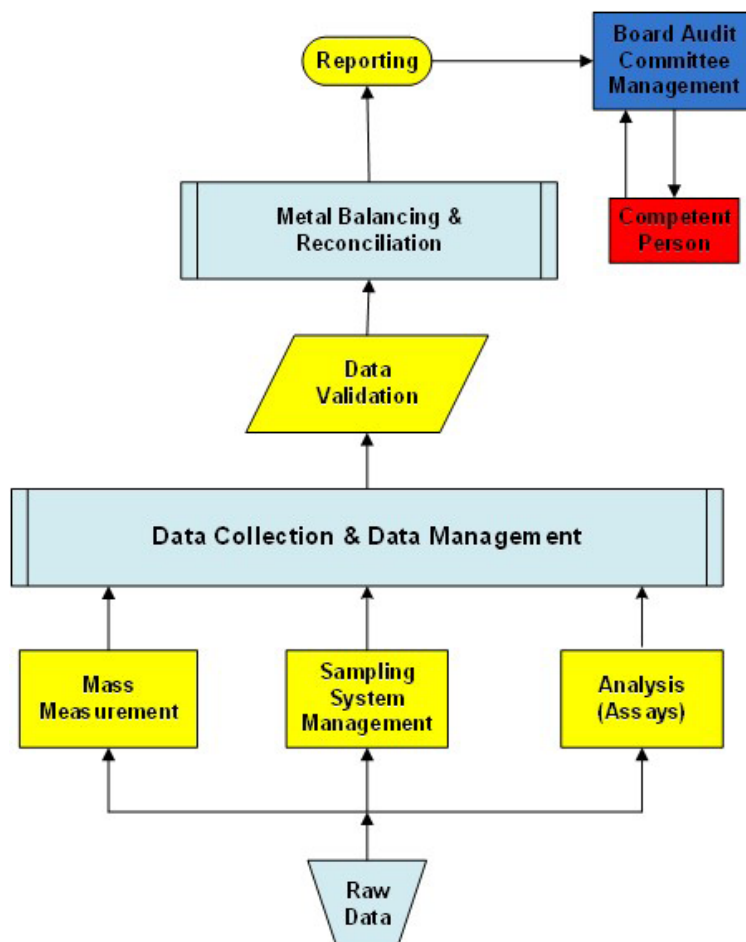 Reporting
Board Audit
Committee
Management
Metal Balancing &
Reconciliation
Competent
Person
Data
Validation
Data Collection & Data Management
Mass
Measurement
Sampling
System
Management
Analysis
(Assays)
Raw
Data